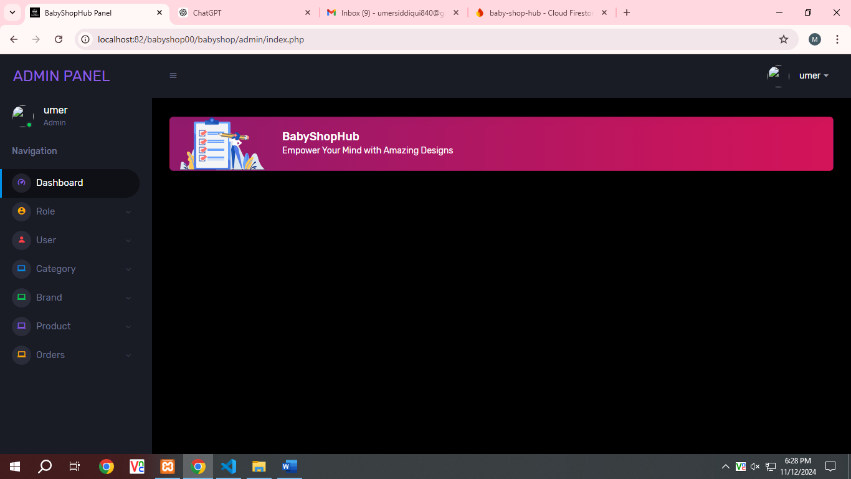 BabyShopHub Panel
ChatGPT
Inbox (9) - umersiddiqui840@g
baby-shop-hub - Cloud Firesto
localhost:82/babyshop00/babyshop/admin/index.php
M
ADMIN PANEL
umer
umer
Admin
Navigation
BabyShopHub
Empower Your Mind with Amazing Designs
Dashboard
Role
User
Category
Brand
Product
Orders
6:28 PM
11/12/2024